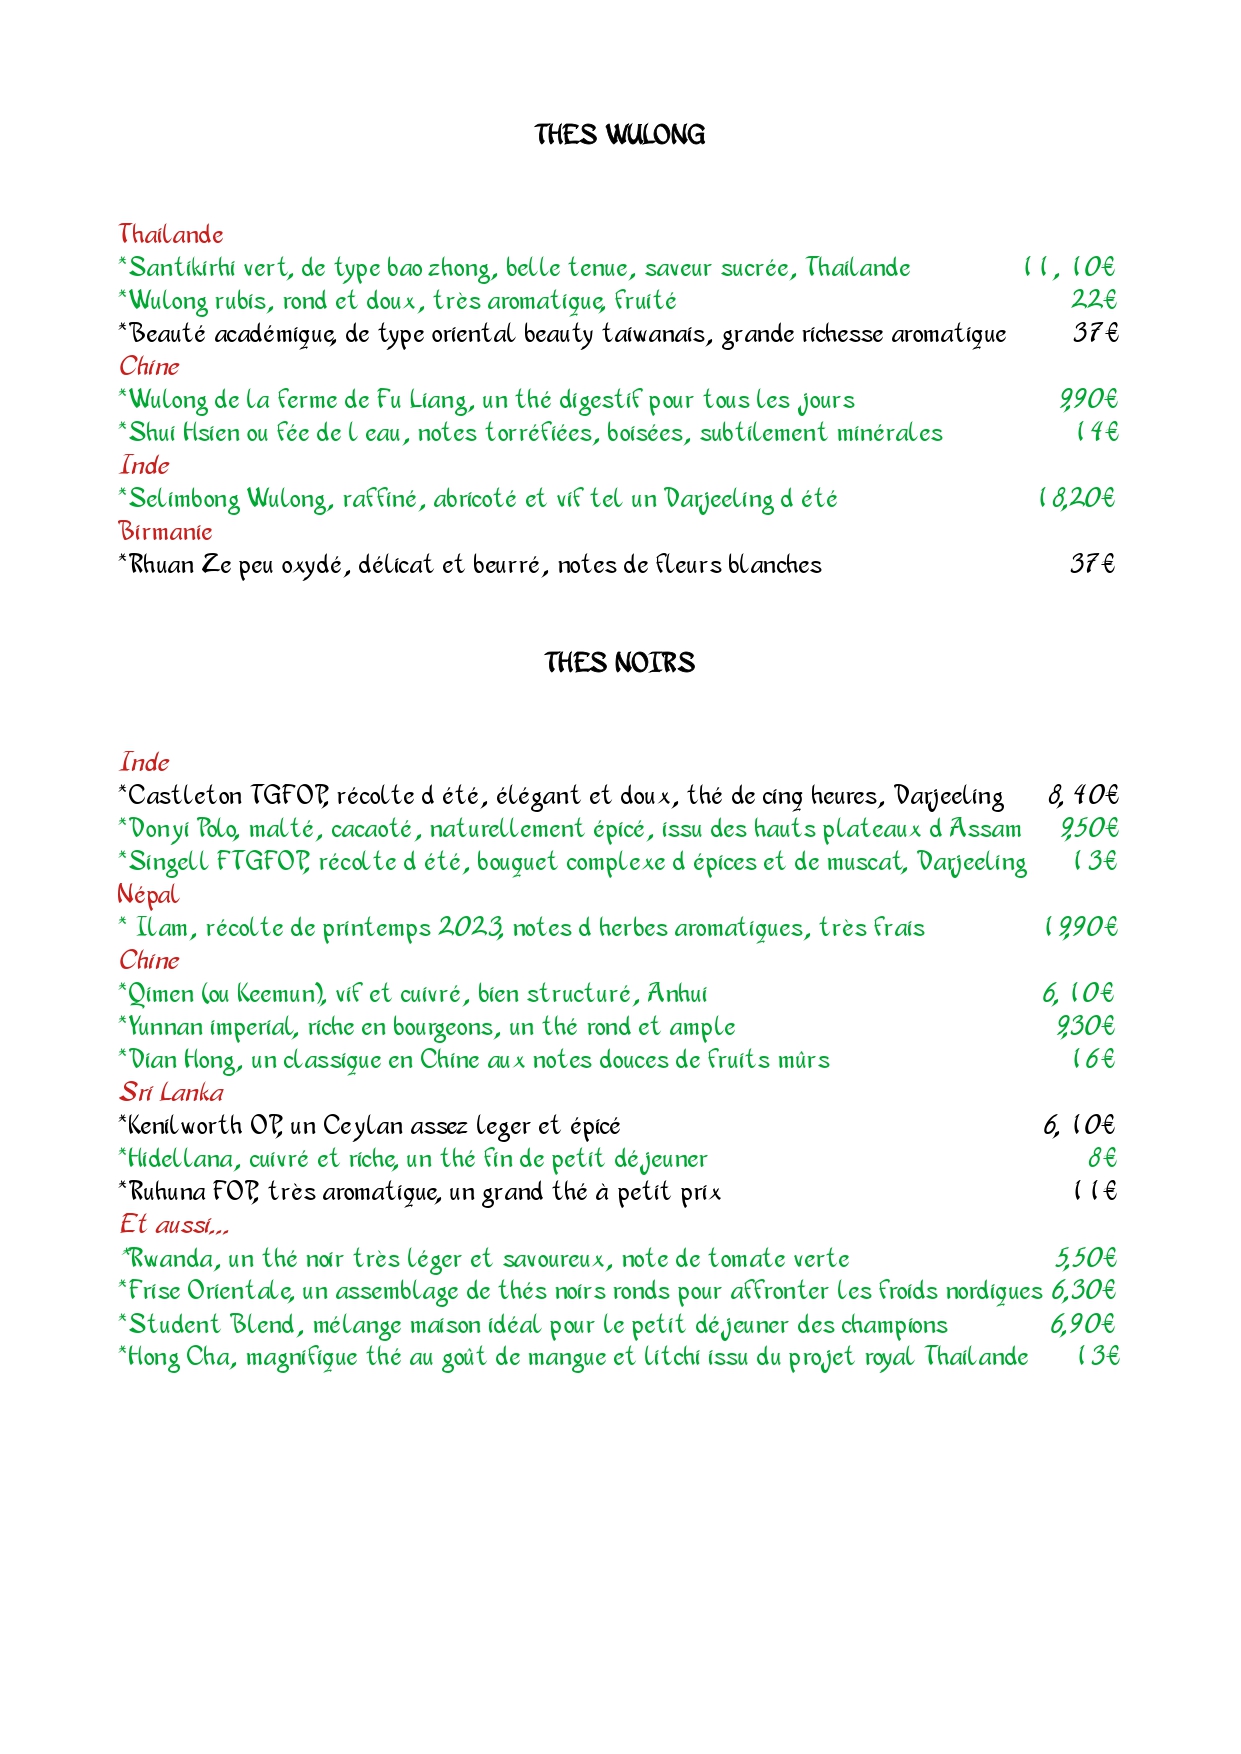 THES WULONG
Thaïlande
*Santikirhi vert, de type bao zhong, belle tenue, saveur sucrée, Thaïlande 11,10€
*Wulong rubis, rond et doux, très aromatique, fruité 22€
*Beauté académique, de type oriental beauty taiwanais, grande richesse aromatique 37€
Chine
*Wulong de la ferme de Fu Liang, un thé digestif pour tous les jours 9,90€
*Shui Hsien ou fée de l eau, notes torréfiées, boisées, subtilement minérales 14€
Inde
*Selimbong Wulong, raffiné, abricoté et vif tel un Darjeeling d été 18,20€
Birmanie
*Rhuan Ze peu oxydé, délicat et beurré, notes de fleurs blanches 37€
THES NOIRS
Inde
*Castleton TGFOP, récolte d été, élégant et doux, thé de cinq heures, Darjeeling 8,40€
*Donyi Polo, malté, cacaoté, naturellement épicé, issu des hauts plateaux d Assam 9,50€
*Singell FTGFOP, récolte d été, bouquet complexe d épices et de muscat, Darjeeling 13€
Népal
* Ilam, récolte de printemps 2023, notes d herbes aromatiques, très frais 19,90€
Chine
*Qimen (ou Keemun), vif et cuivré, bien structuré, Anhui 6,10€
*Yunnan imperial, riche en bourgeons, un thé rond et ample 9,30€
*Dian Hong, un classique en Chine aux notes douces de fruits mûrs 16€
Sri Lanka
*Kenilworth OP, un Ceylan assez leger et épicé 6,10€
*Hidellana, cuivré et riche, un thé fin de petit déjeuner 8€
*Ruhuna FOP, très aromatique, un grand thé à petit prix 11€
Et aussi...
*Rwanda, un thé noir très léger et savoureux, note de tomate verte 5,50€
*Frise Orientale, un assemblage de thés noirs ronds pour affronter les froids nordiques 6,30€
*Student Blend, mélange maison idéal pour le petit déjeuner des champions 6,90€
*Hong Cha, magnifique thé au goût de mangue et litchi issu du projet royal Thaïlande 13€